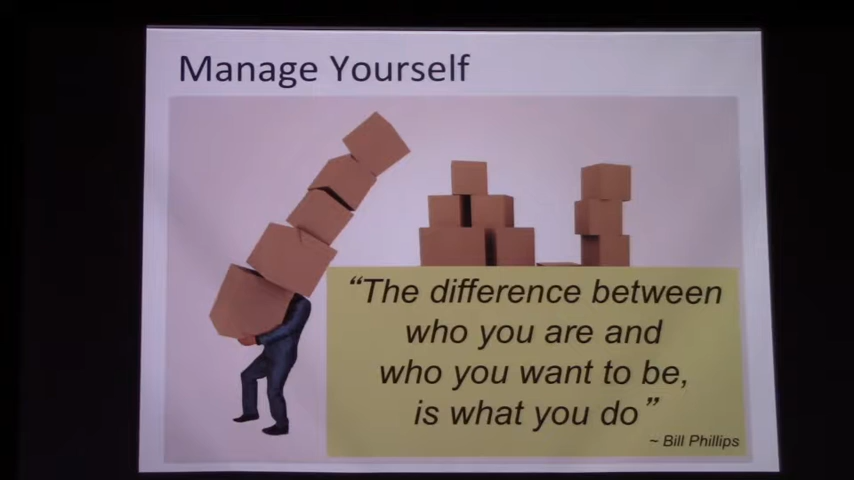 Manage Yourself
“The difference between
who you are and
who you want to be,
is what you do”
~ Bill Phillips